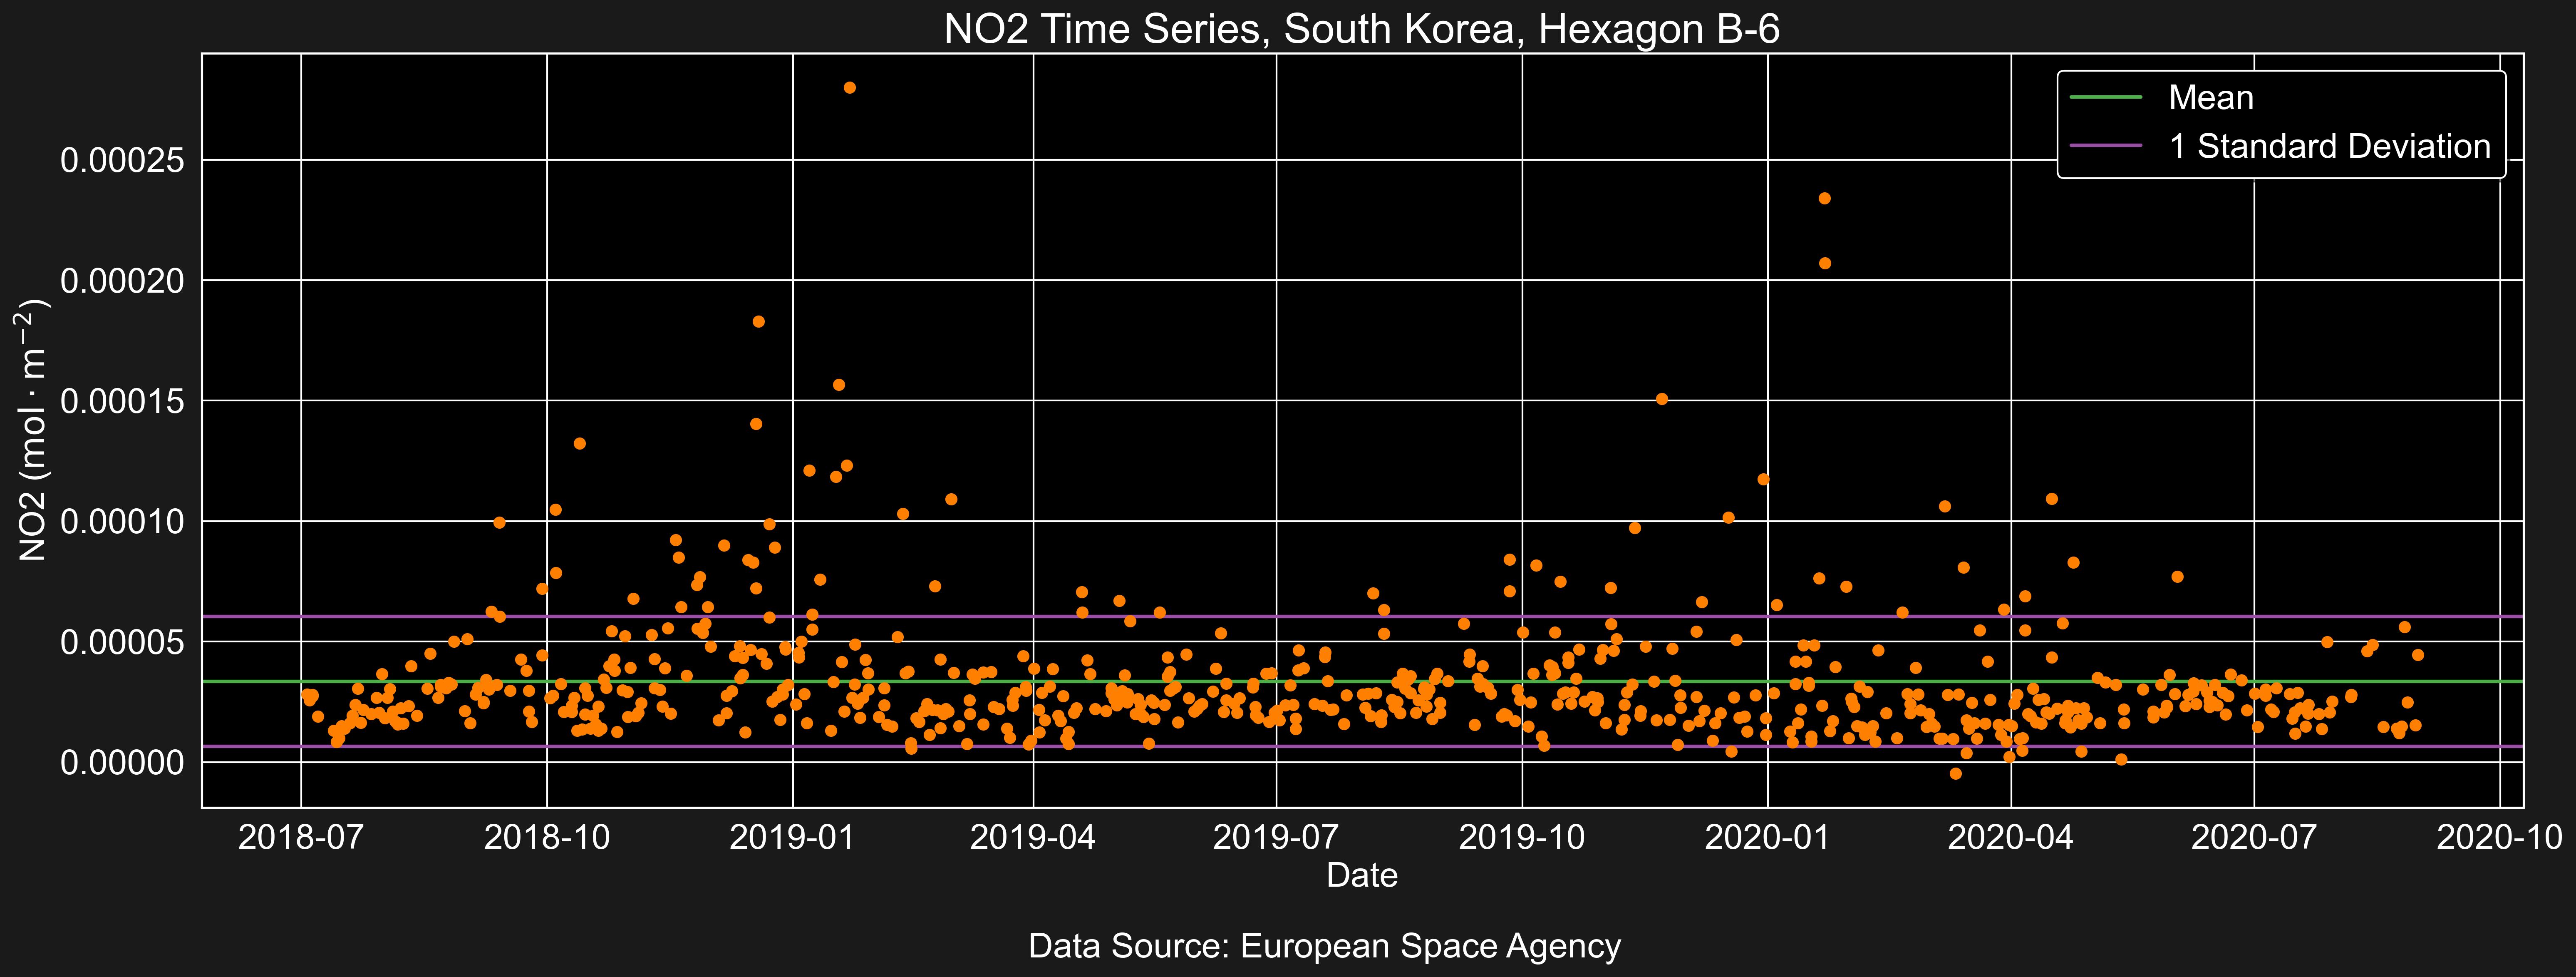 NO2 Time Series, South Korea, Hexagon B-6
Mean
1 Standard Deviation
NO2 (mol · m⁻²)
0.00025
0.00020
0.00015
0.00010
0.00005
0.00000
2018-07 2018-10 2019-01 2019-04 2019-07 2019-10 2020-01 2020-04 2020-07 2020-10
Date
Data Source: European Space Agency